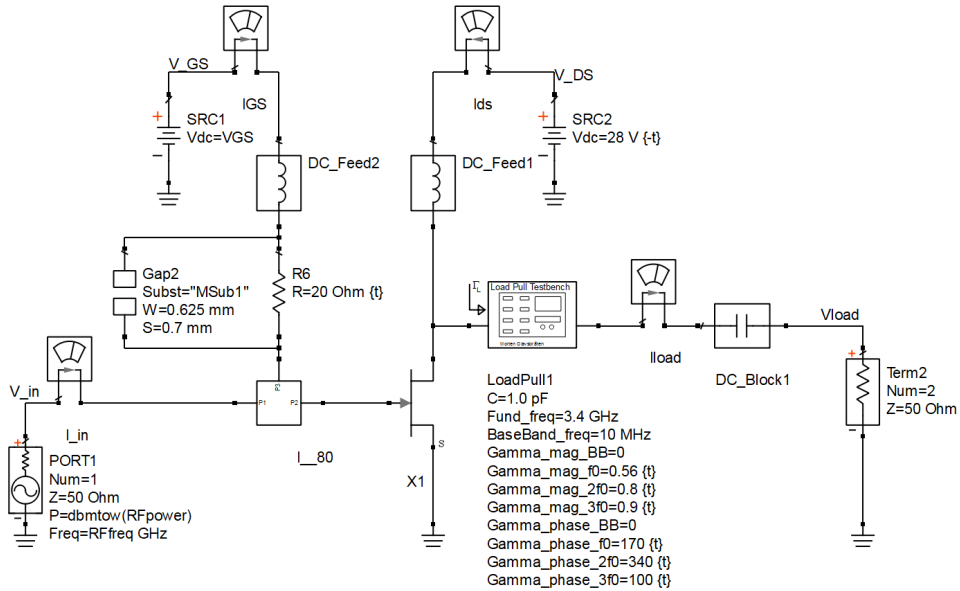 V_GS
IGS
SRC1
Vdc=VGS
DC_Feed2
V_DS
Ids
SRC2
Vdc=28 V {-t}
DC_Feed1
Gap2
Subst="MSub1"
W=0.625 mm
S=0.7 mm
R6
R=20 Ohm {t}
V_in
I_in
PORT1
Num=1
Z=50 Ohm
P=dbmtow(RFpower)
Freq=RFfreq GHz
P1
P3
P2
I__80
S
X1
ΓL
Load Pull Testbench
LoadPull1
C=1.0 pF
Fund_freq=3.4 GHz
BaseBand_freq=10 MHz
Gamma_mag_BB=0
Gamma_mag_f0=0.56 {t}
Gamma_mag_2f0=0.8 {t}
Gamma_mag_3f0=0.9 {t}
Gamma_phase_BB=0
Gamma_phase_f0=170 {t}
Gamma_phase_2f0=340 {t}
Gamma_phase_3f0=100 {t}
Iload
DC_Block1
Vload
Term2
Num=2
Z=50 Ohm